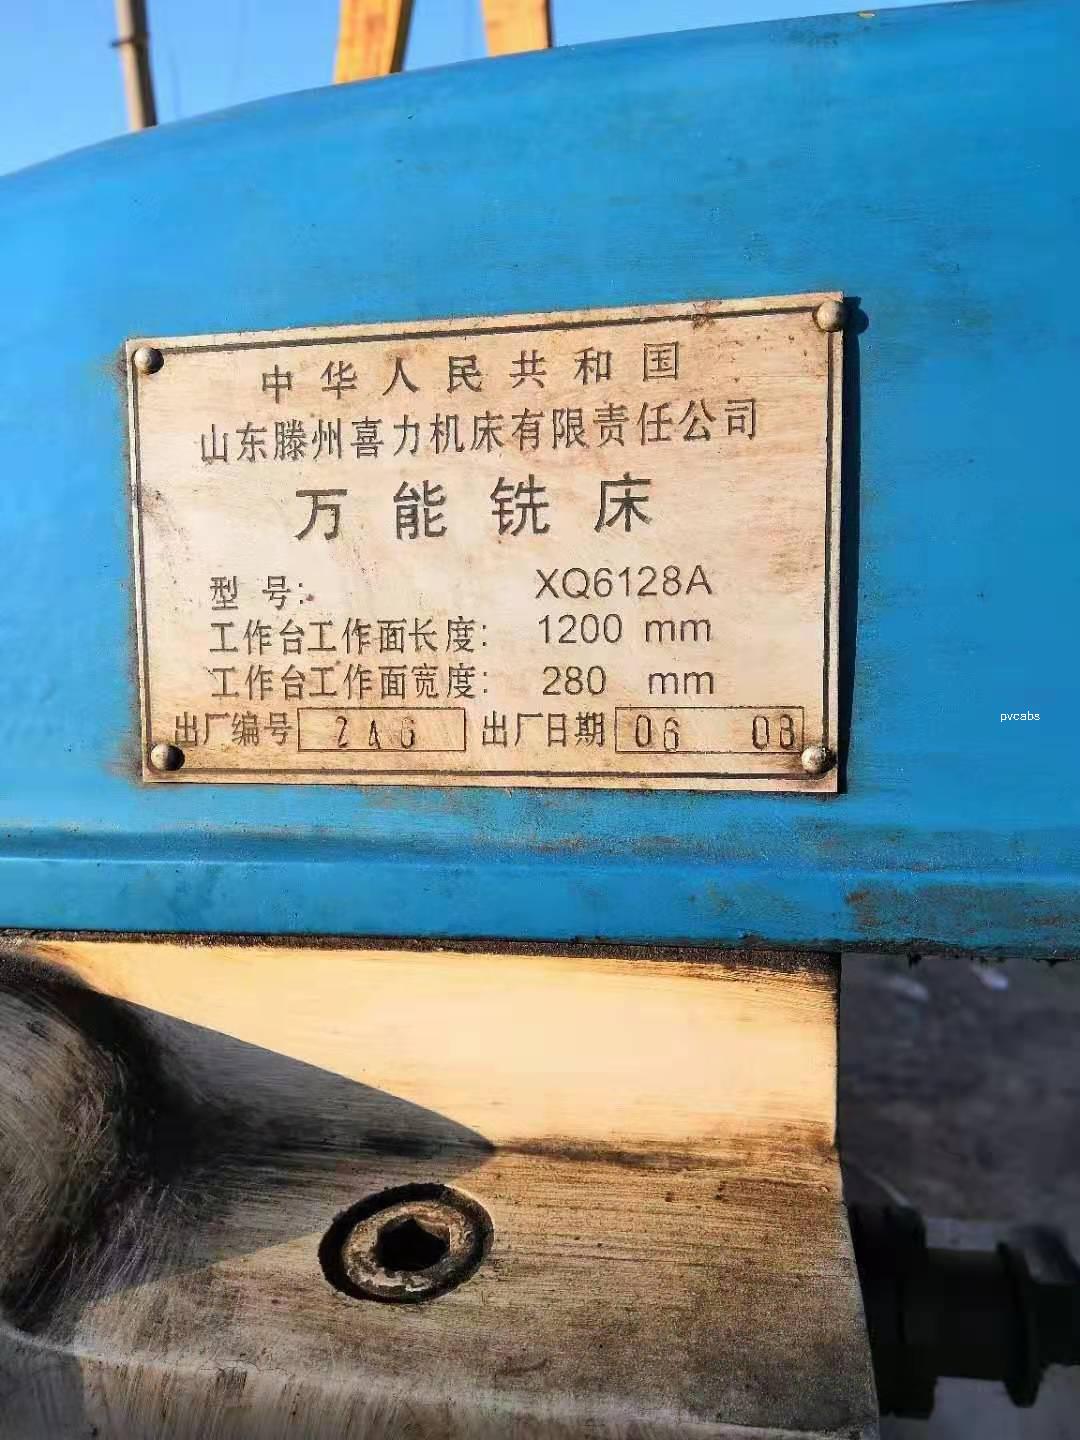 中华人民共和国
山东滕州喜力机床有限责任公司
万能铣床
型号: XQ6128A
工作台工作面长度: 1200 mm
工作台工作面宽度: 280 mm
出厂编号 2A6 出厂日期 06 08
pvcabs